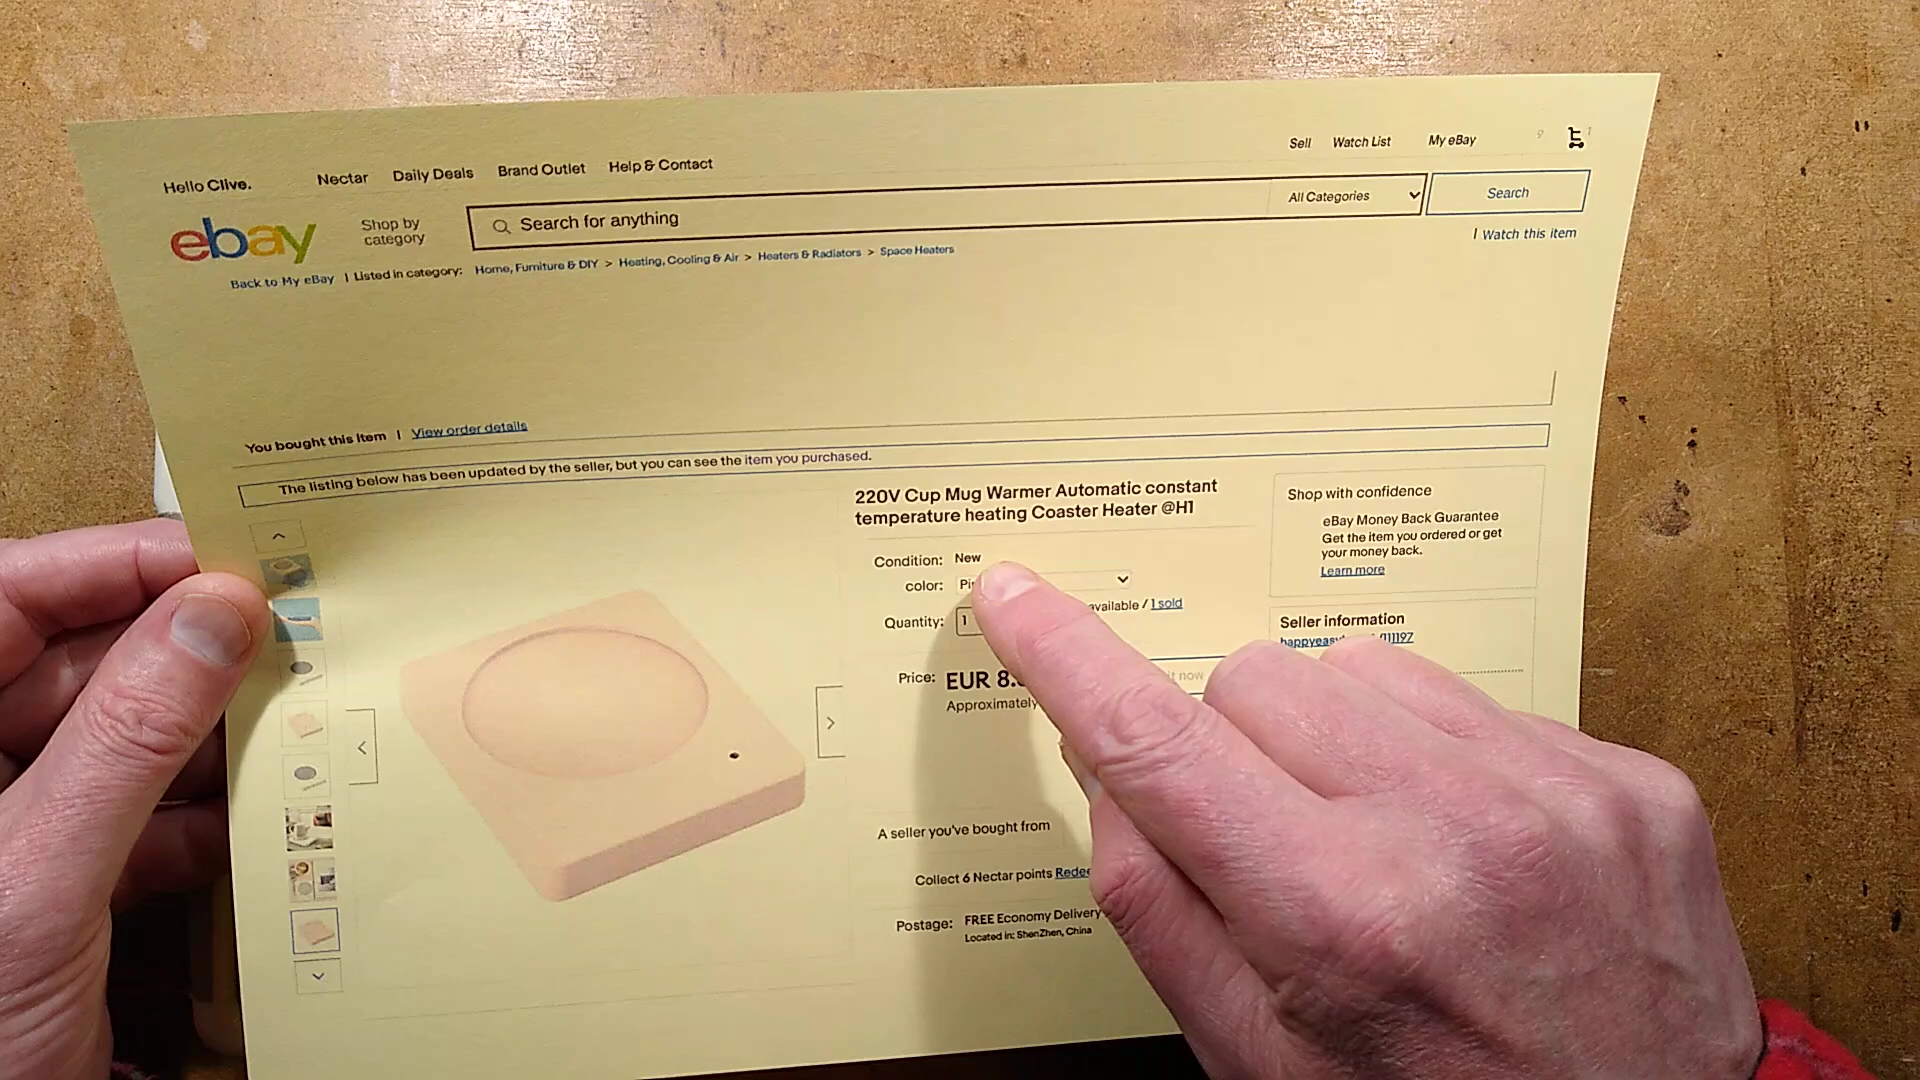 Sell Watch List My eBay 9 1
Hello Clive. Nectar Daily Deals Brand Outlet Help & Contact
ebay
Shop by
category
Search for anything
All Categories
Search
| Watch this item
Back to My eBay | Listed in category: Home, Furniture & DIY > Heating, Cooling & Air > Heaters & Radiators > Space Heaters
You bought this item | View order details
The listing below has been updated by the seller, but you can see the item you purchased.
220V Cup Mug Warmer Automatic constant
temperature heating Coaster Heater @H1
Condition: New
color:
Quantity: 1
available / 1 sold
Price: EUR 8.
Approximately
it now
A seller you've bought from
Collect 6 Nectar points
Postage: FREE Economy Delivery
Located in: ShenZhen, China
Shop with confidence
eBay Money Back Guarantee
Get the item you ordered or get
your money back.
Learn more
Seller information